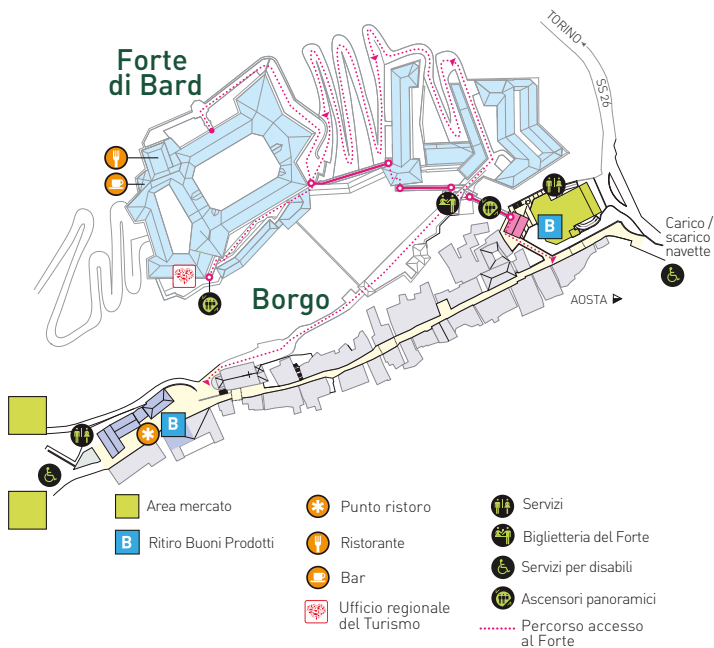 Forte
di Bard
TORINO
SS26
B
Carico /
scarico
navette
Borgo
AOSTA
B
Area mercato
B
Ritiro Buoni Prodotti
Punto ristoro
Ristorante
Bar
Ufficio regionale
del Turismo
Servizi
Biglietteria del Forte
Servizi per disabili
Ascensori panoramici
Percorso accesso
al Forte